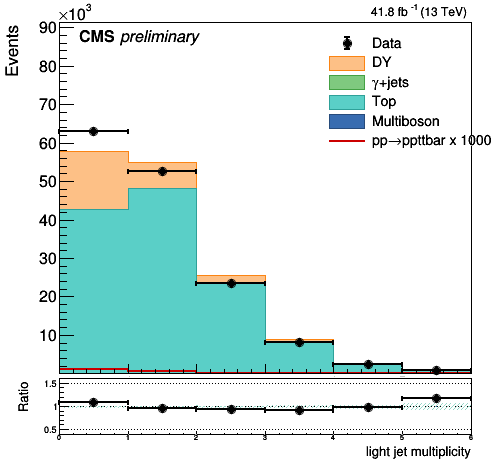 ×10³
41.8 fb⁻¹ (13 TeV)
CMS preliminary
Events
90
80
70
60
50
40
30
20
10
Data
DY
γ+jets
Top
Multiboson
pp→ppttbar x 1000
Ratio
1.5
1
0.5
0 1 2 3 4 5 6
light jet multiplicity